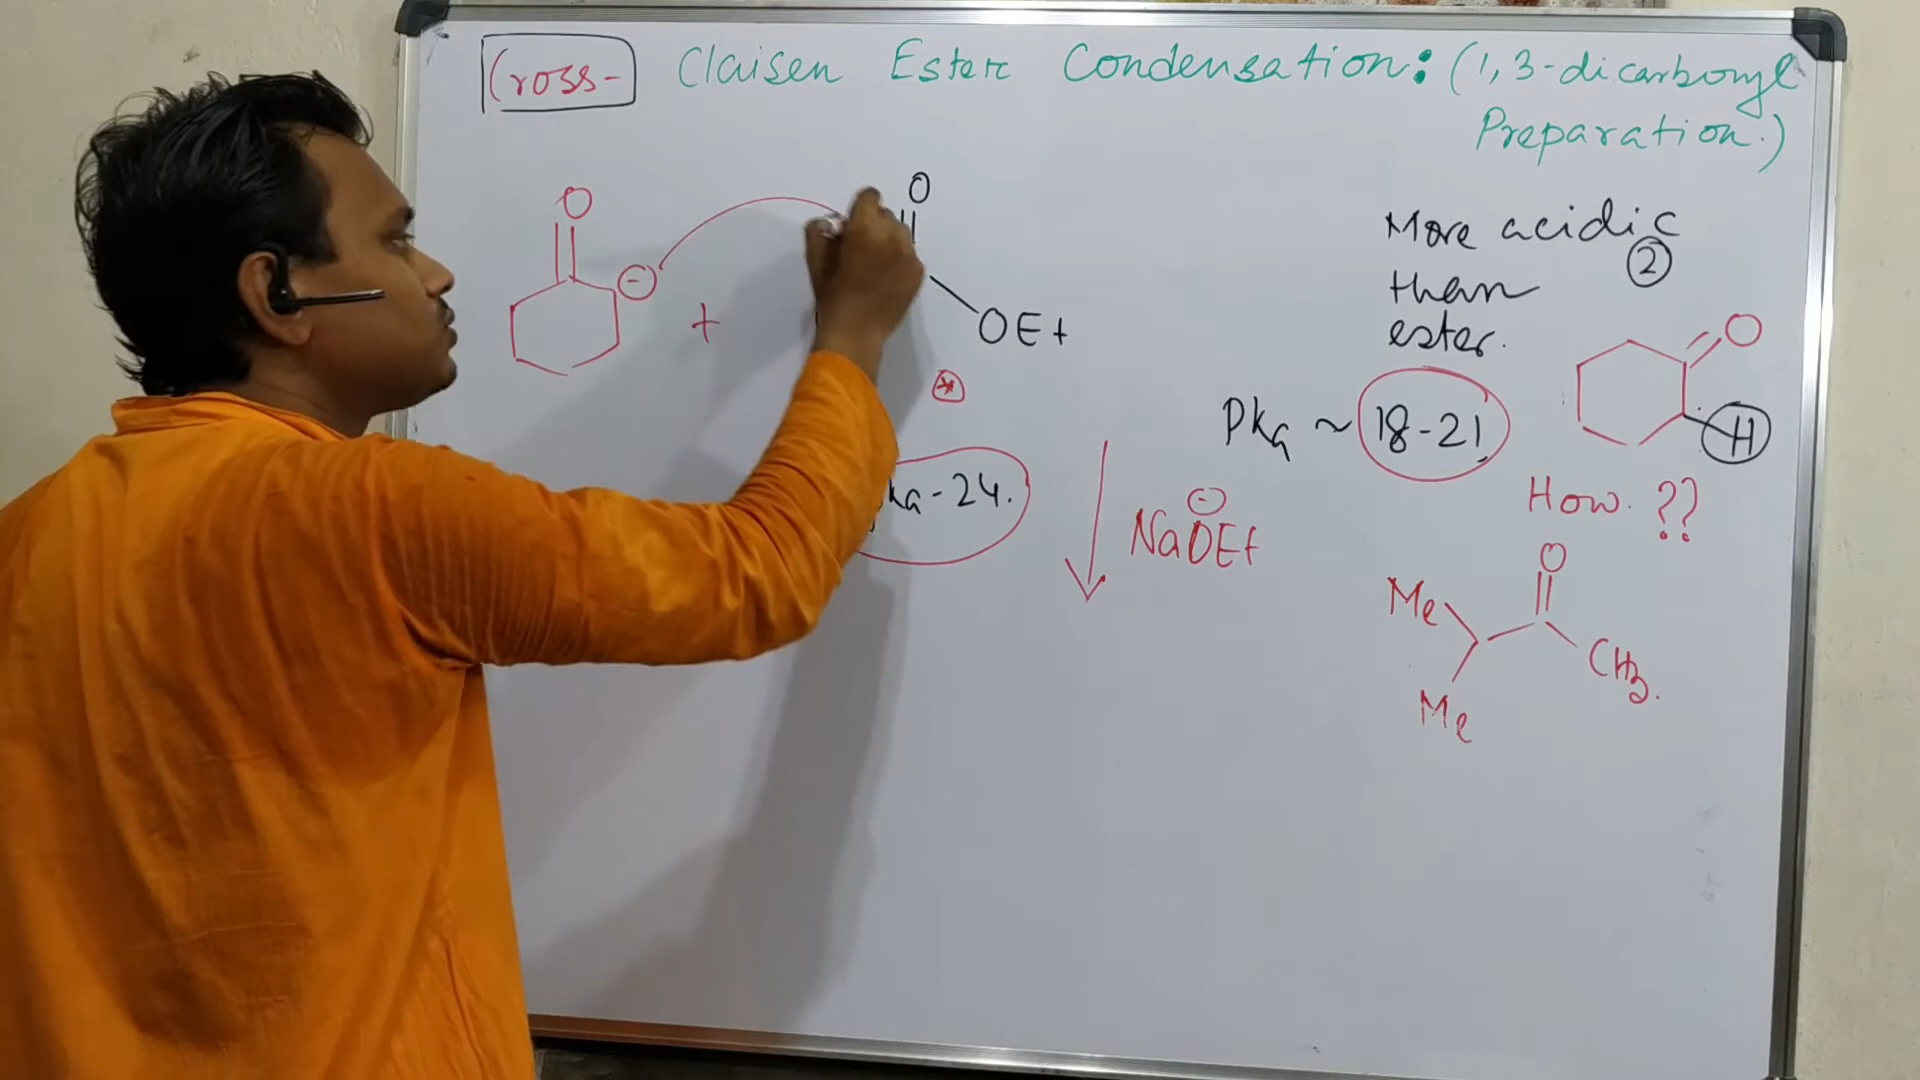 Cross- Claisen Ester Condensation: (1,3-dicarbonyl
Preparation.)
O
⊖
+
O
OEt
*
ka-24.
NaOEt
⊖
More acidic
②
than
ester.
Pka ~ 18-21
O
H
How. ??
Me
O
CH3.
Me